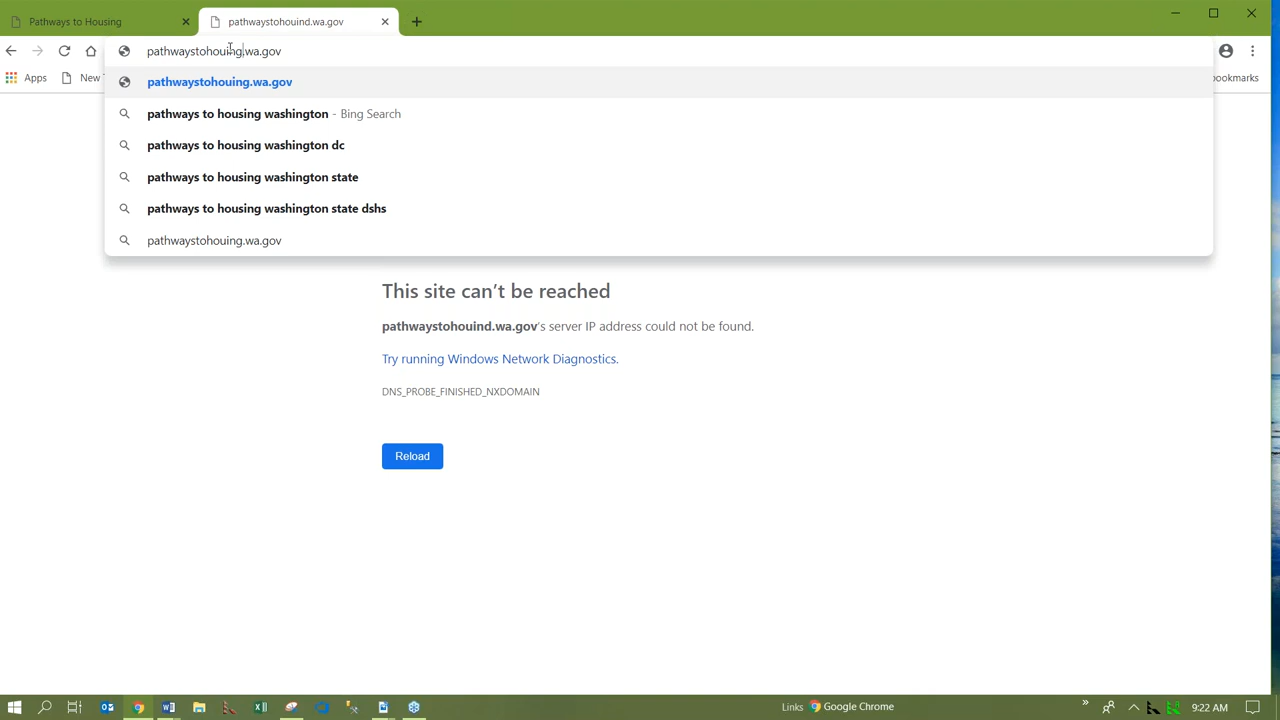 Pathways to Housing
pathwaystohouind.wa.gov
pathwaystohouing.wa.gov
Apps
New
bookmarks
pathwaystohouing.wa.gov
pathways to housing washington - Bing Search
pathways to housing washington dc
pathways to housing washington state
pathways to housing washington state dshs
pathwaystohouing.wa.gov
This site can't be reached
pathwaystohouind.wa.gov's server IP address could not be found.
Try running Windows Network Diagnostics.
DNS_PROBE_FINISHED_NXDOMAIN
Reload
Links
Google Chrome
9:22 AM